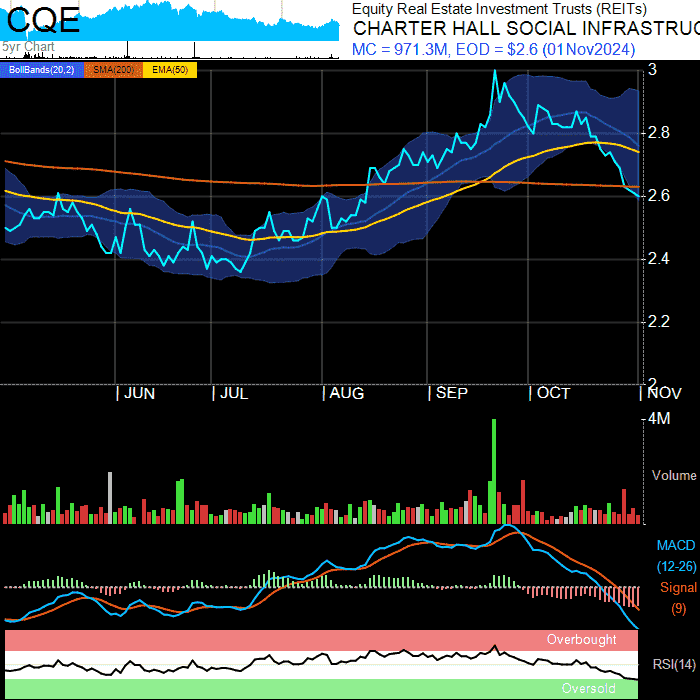 CQE
5yr Chart
Equity Real Estate Investment Trusts (REITs)
CHARTER HALL SOCIAL INFRASTRUC
MC = 971.3M, EOD = $2.6 (01Nov2024)
BollBands(20,2) SMA(200) EMA(50)
3
2.8
2.6
2.4
2.2
2
JUN JUL AUG SEP OCT NOV
4M
Volume
MACD
(12-26)
Signal
(9)
Overbought
RSI(14)
Oversold